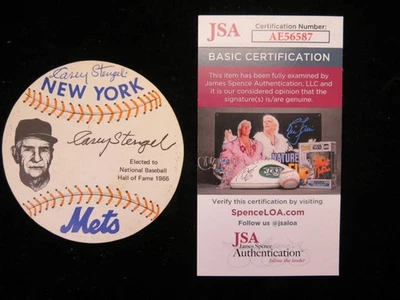 Casey Stengel
NEW YORK
Casey Stengel
Elected to
National Baseball
Hall of Fame 1966
Mets
JSA
Certification Number:
AE56587
BASIC CERTIFICATION
This item has been fully examined by
James Spence Authentication, LLC and
it is our considered opinion that the
signature(s) is/are genuine.
Verify this certification by visiting
SpenceLOA.com
Follow us @jsaloa
JSA
James Spence
Authentication
follow the leader